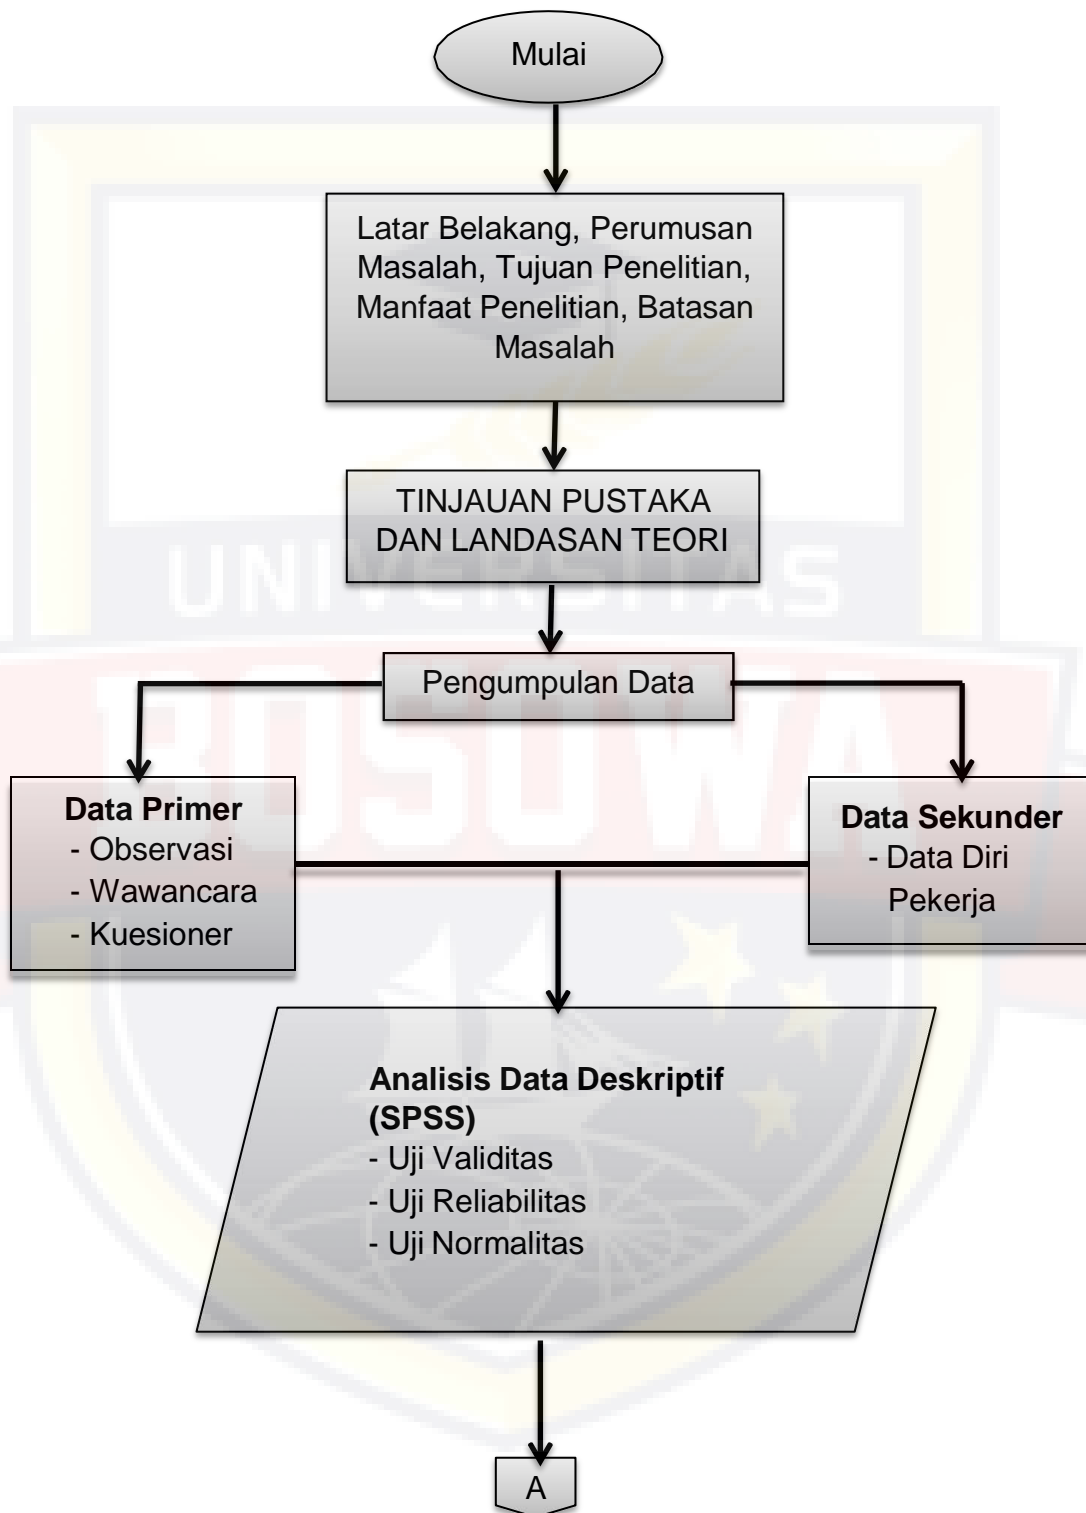 Mulai
Latar Belakang, Perumusan
Masalah, Tujuan Penelitian,
Manfaat Penelitian, Batasan
Masalah
TINJAUAN PUSTAKA
DAN LANDASAN TEORI
UNIVERSITAS
Pengumpulan Data
BOSOWA
Data Primer
- Observasi
- Wawancara
- Kuesioner
Data Sekunder
- Data Diri
Pekerja
Analisis Data Deskriptif
(SPSS)
- Uji Validitas
- Uji Reliabilitas
- Uji Normalitas
A